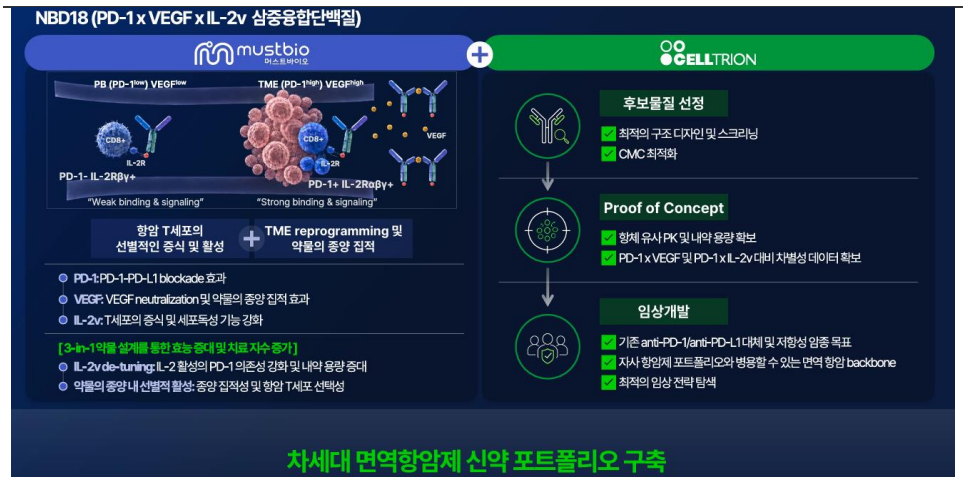 NBD18 (PD-1 x VEGF x IL-2v 삼중융합단백질)
mustbio
머스트바이오
+
CELLTRION
PB (PD-1low) VEGFlow
TME (PD-1high) VEGFhigh
CD8+
IL-2R
CD8+
IL-2R
VEGF
PD-1- IL-2Rβγ+
PD-1+ IL-2Rαβγ+
"Weak binding & signaling"
"Strong binding & signaling"
항암 T세포의
선별적인 증식 및 활성
+
TME reprogramming 및
약물의 종양 집적
PD-1: PD-1-PD-L1 blockade 효과
VEGF: VEGF neutralization 및 약물의 종양 집적 효과
IL-2v: T세포의 증식 및 세포독성 기능 강화
[3-in-1 약물 설계를 통한 효능 증대 및 치료 지수 증가]
IL-2v de-tuning: IL-2 활성의 PD-1 의존성 강화 및 내약 용량 증대
약물의 종양 내 선별적 활성: 종양 집적성 및 항암 T세포 선택성
후보물질 선정
최적의 구조 디자인 및 스크리닝
CMC 최적화
Proof of Concept
항체 유사 PK 및 내약 용량 확보
PD-1 x VEGF 및 PD-1 x IL-2v 대비 차별성 데이터 확보
임상개발
기존 anti-PD-1/anti-PD-L1 대체 및 저항성 암종 목표
자사 항암제 포트폴리오와 병용할 수 있는 면역 항암 backbone
최적의 임상 전략 탐색
차세대 면역항암제 신약 포트폴리오 구축